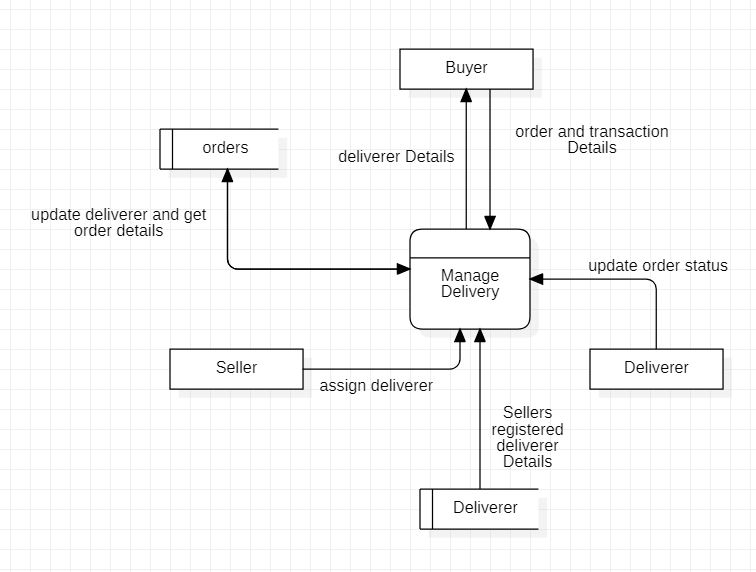 Buyer
order and transaction
Details
orders
deliverer Details
update deliverer and get
order details
update order status
Manage
Delivery
Seller
Deliverer
assign deliverer
Sellers
registered
deliverer
Details
Deliverer